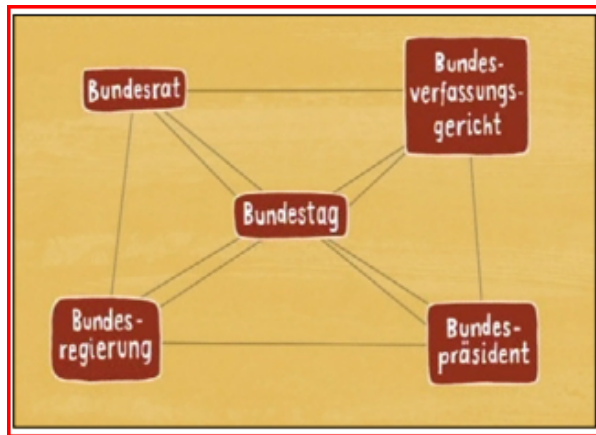 Bundesrat
Bundes-
verfassungs-
gericht
Bundestag
Bundes-
regierung
Bundes-
präsident